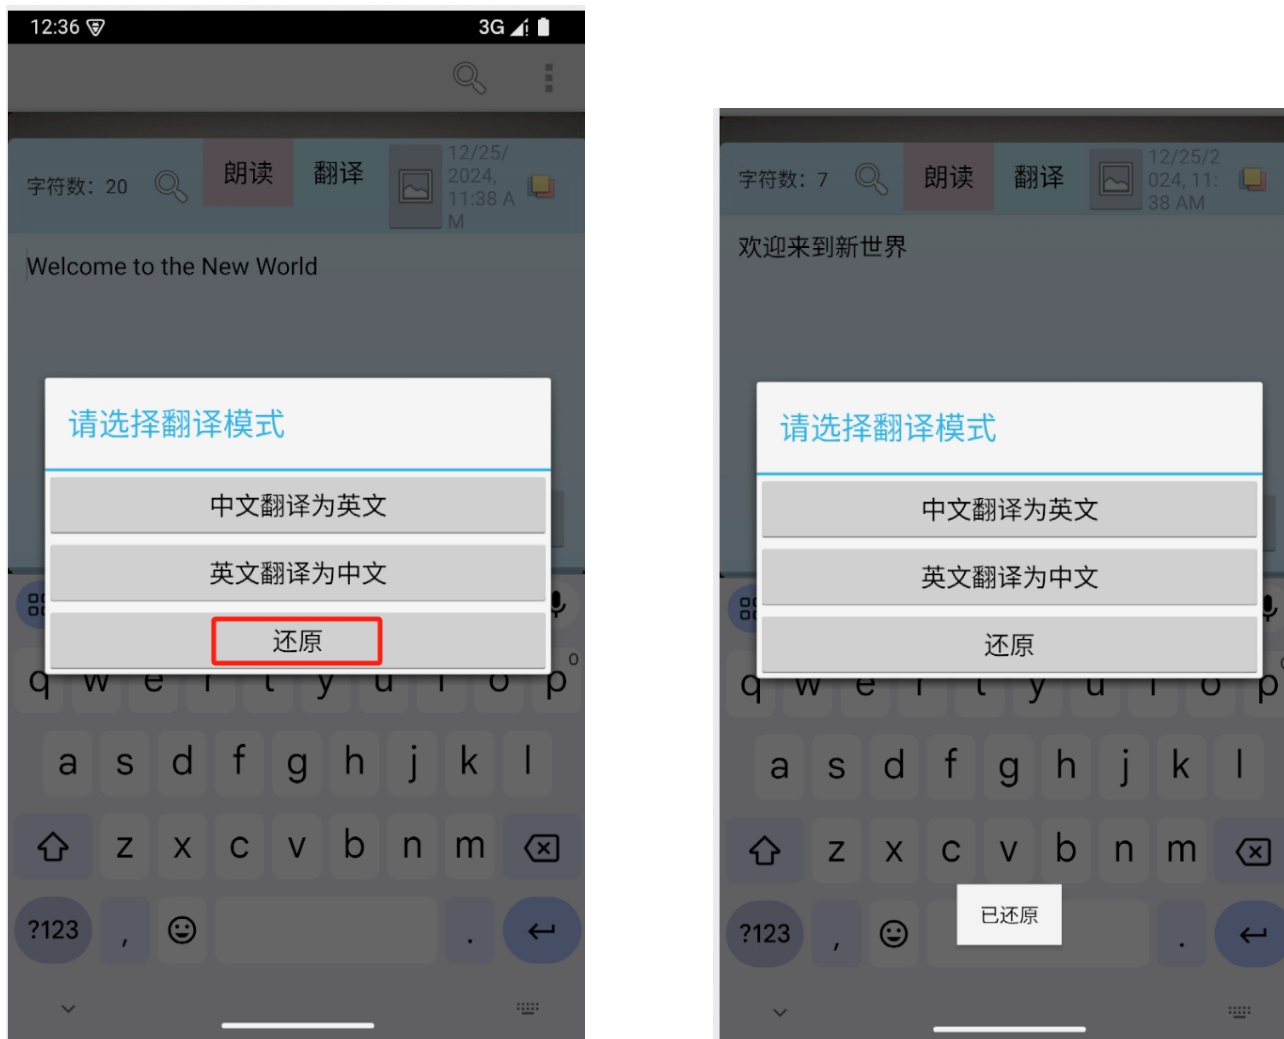 12:36
3G
字符数：20
朗读
翻译
12/25/
2024,
11:38 A
M
Welcome to the New World
请选择翻译模式
中文翻译为英文
英文翻译为中文
还原
q w e r t y u i o p
0
a s d f g h j k l
z x c v b n m
?123 , .
字符数：7
朗读
翻译
12/25/2
024, 11:
38 AM
欢迎来到新世界
请选择翻译模式
中文翻译为英文
英文翻译为中文
还原
q w e r t y u i o p
a s d f g h j k l
z x c v b n m
已还原
?123 , .